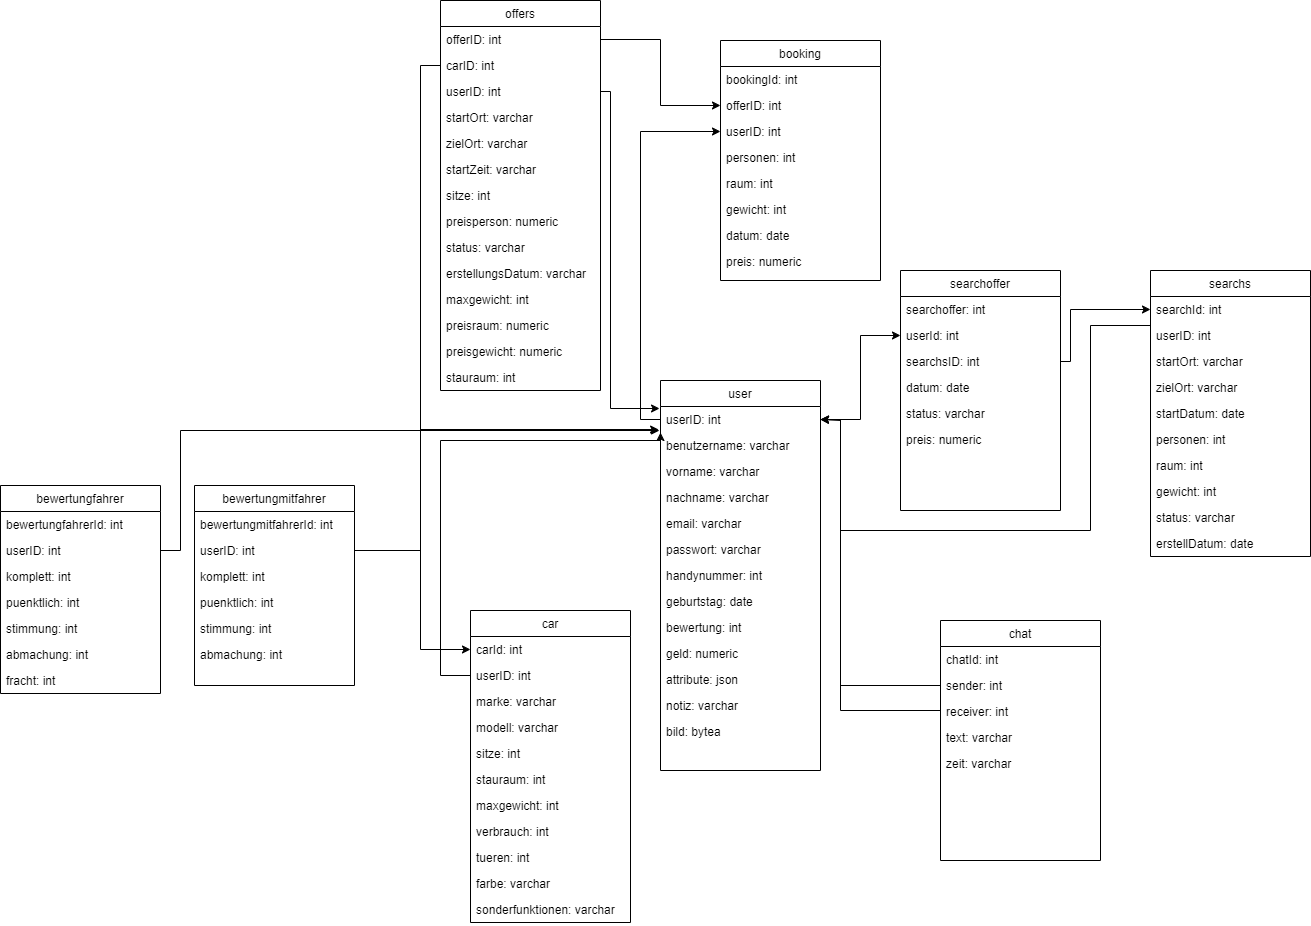 offers
offerID: int
carID: int
userID: int
startOrt: varchar
zielOrt: varchar
startZeit: varchar
sitze: int
preisperson: numeric
status: varchar
erstellungsDatum: varchar
maxgewicht: int
preisraum: numeric
preisgewicht: numeric
stauraum: int
booking
bookingId: int
offerID: int
userID: int
personen: int
raum: int
gewicht: int
datum: date
preis: numeric
searchoffer
searchoffer: int
userId: int
searchsID: int
datum: date
status: varchar
preis: numeric
searchs
searchId: int
userID: int
startOrt: varchar
zielOrt: varchar
startDatum: date
personen: int
raum: int
gewicht: int
status: varchar
erstellDatum: date
user
userID: int
benutzername: varchar
vorname: varchar
nachname: varchar
email: varchar
passwort: varchar
handynummer: int
geburtstag: date
bewertung: int
geld: numeric
attribute: json
notiz: varchar
bild: bytea
bewertungfahrer
bewertungfahrerId: int
userID: int
komplett: int
puenktlich: int
stimmung: int
abmachung: int
fracht: int
bewertungmitfahrer
bewertungmitfahrerId: int
userID: int
komplett: int
puenktlich: int
stimmung: int
abmachung: int
car
carId: int
userID: int
marke: varchar
modell: varchar
sitze: int
stauraum: int
maxgewicht: int
verbrauch: int
tueren: int
farbe: varchar
sonderfunktionen: varchar
chat
chatId: int
sender: int
receiver: int
text: varchar
zeit: varchar